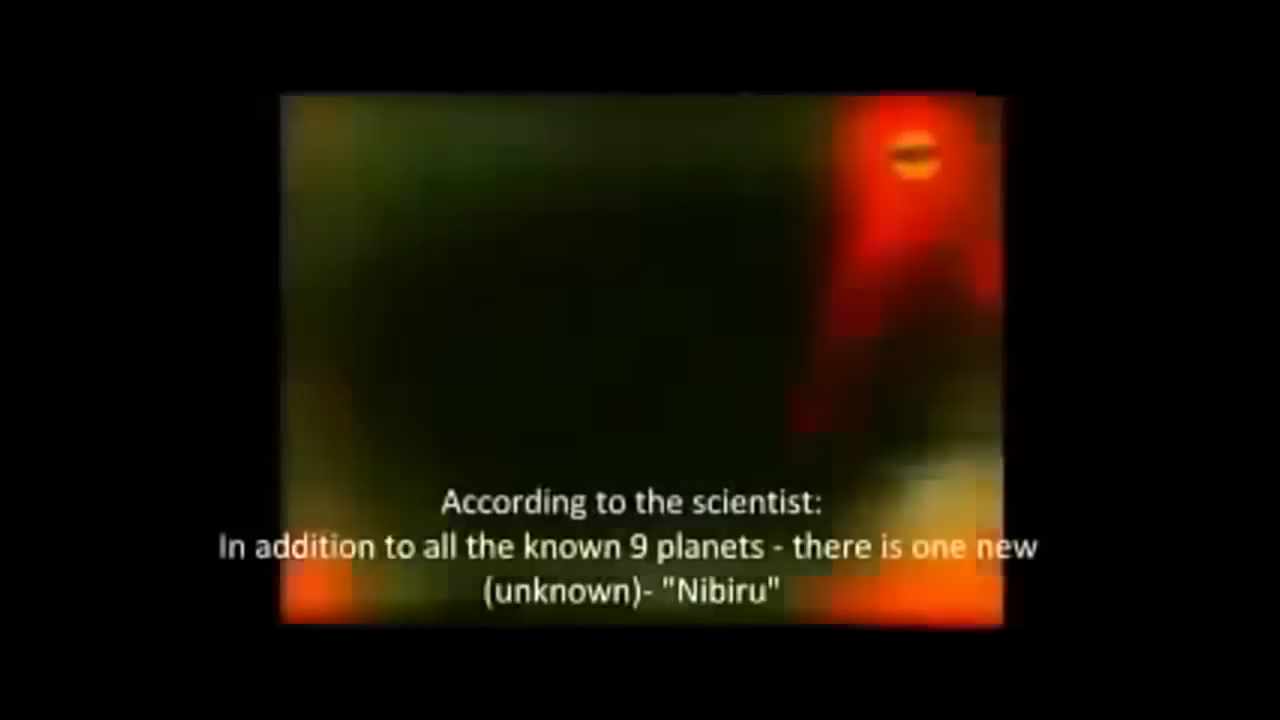 According to the scientist:
In addition to all the known 9 planets - there is one new
(unknown)- "Nibiru"